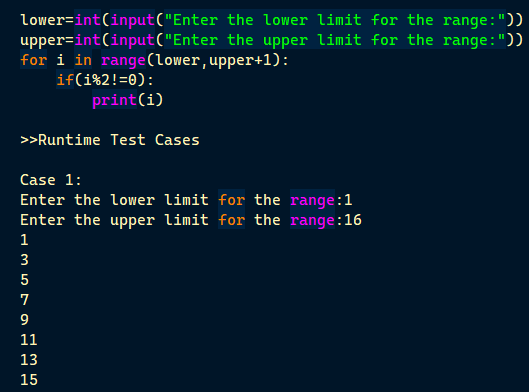 lower=int(input("Enter the lower limit for the range:"))
upper=int(input("Enter the upper limit for the range:"))
for i in range(lower,upper+1):
    if(i%2!=0):
        print(i)

>>Runtime Test Cases

Case 1:
Enter the lower limit for the range:1
Enter the upper limit for the range:16
1
3
5
7
9
11
13
15